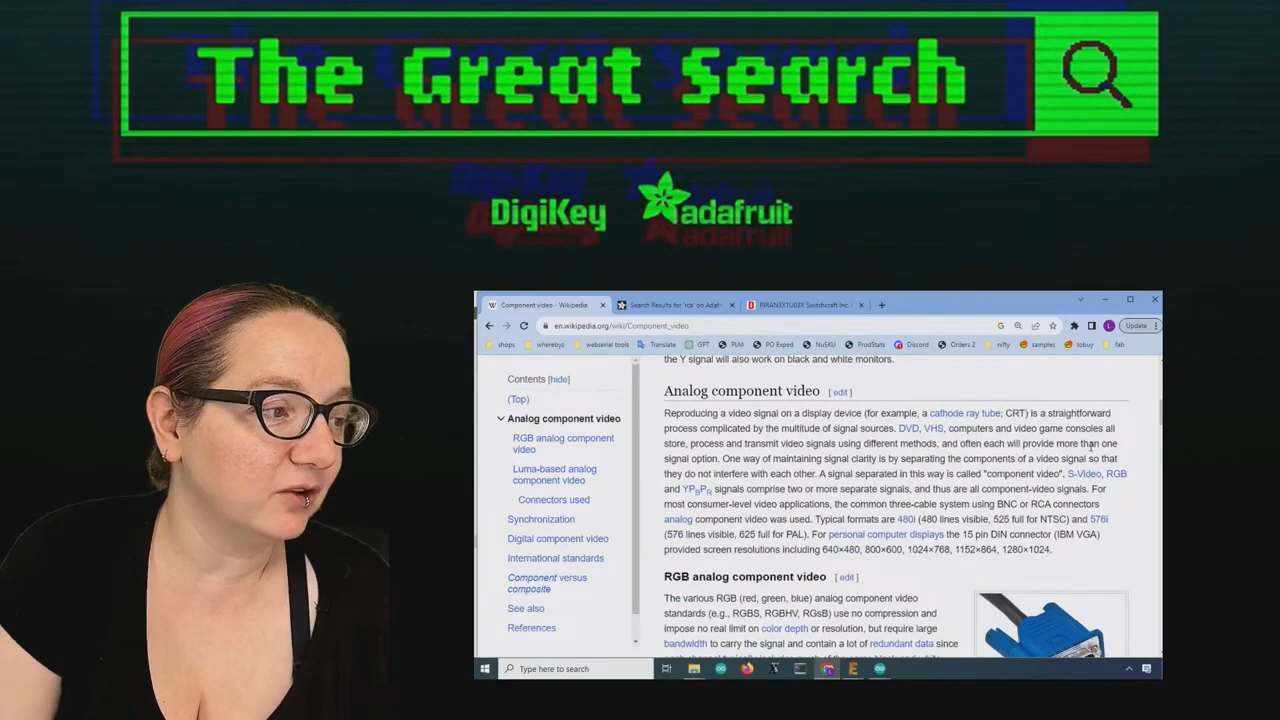 The Great Search
DigiKey
adafruit
Component video - Wikipedia
Search Results for 'rca' on Adafr
RJRAN3X1U03X Switchcraft Inc.
en.wikipedia.org/wiki/Component_video
Update
shops
wherebys
webserial tools
Translate
GPT
PLM
PO Exped
NuSKU
ProdStats
Discord
Orders 2
nifty
samples
tobuy
fab
the Y signal will also work on black and white monitors.
Contents [hide]
(Top)
Analog component video
RGB analog component
video
Luma-based analog
component video
Connectors used
Synchronization
Digital component video
International standards
Component versus
composite
See also
References
Analog component video [ edit ]
Reproducing a video signal on a display device (for example, a cathode ray tube; CRT) is a straightforward
process complicated by the multitude of signal sources. DVD, VHS, computers and video game consoles all
store, process and transmit video signals using different methods, and often each will provide more than one
signal option. One way of maintaining signal clarity is by separating the components of a video signal so that
they do not interfere with each other. A signal separated in this way is called "component video". S-Video, RGB
and YPBPR signals comprise two or more separate signals, and thus are all component-video signals. For
most consumer-level video applications, the common three-cable system using BNC or RCA connectors
analog component video was used. Typical formats are 480i (480 lines visible, 525 full for NTSC) and 576i
(576 lines visible, 625 full for PAL). For personal computer displays the 15 pin DIN connector (IBM VGA)
provided screen resolutions including 640×480, 800×600, 1024×768, 1152×864, 1280×1024.
RGB analog component video [ edit ]
The various RGB (red, green, blue) analog component video
standards (e.g., RGBS, RGBHV, RGsB) use no compression and
impose no real limit on color depth or resolution, but require large
bandwidth to carry the signal and contain a lot of redundant data since
Type here to search